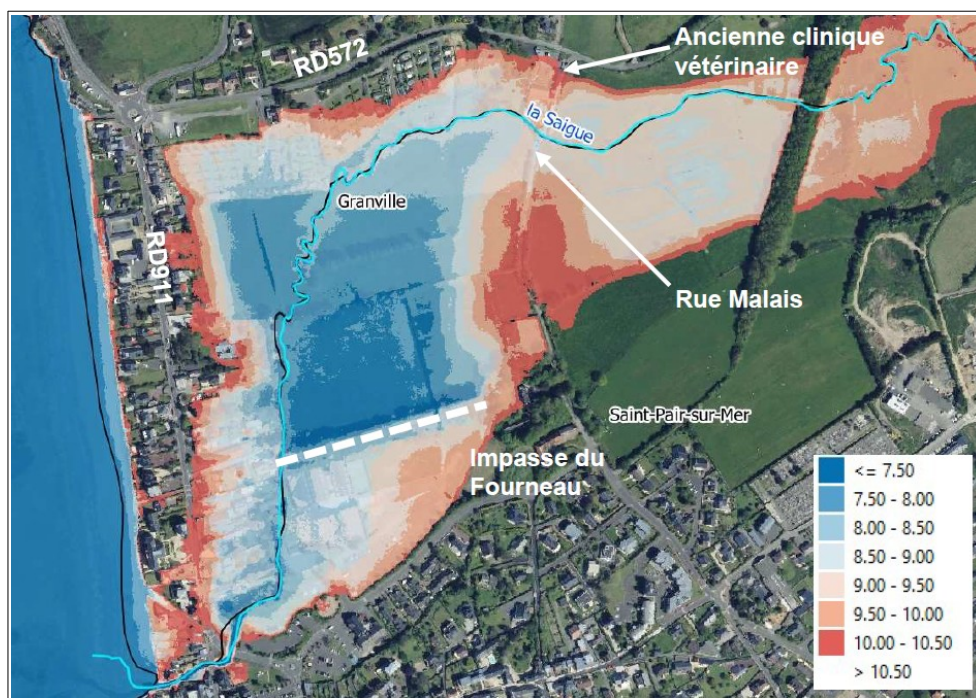 RD572
Ancienne clinique
vétérinaire
la Saigue
Granville
RD911
Rue Malais
Saint-Pair-sur-Mer
Impasse du
Fourneau
<= 7.50
7.50 - 8.00
8.00 - 8.50
8.50 - 9.00
9.00 - 9.50
9.50 - 10.00
10.00 - 10.50
> 10.50